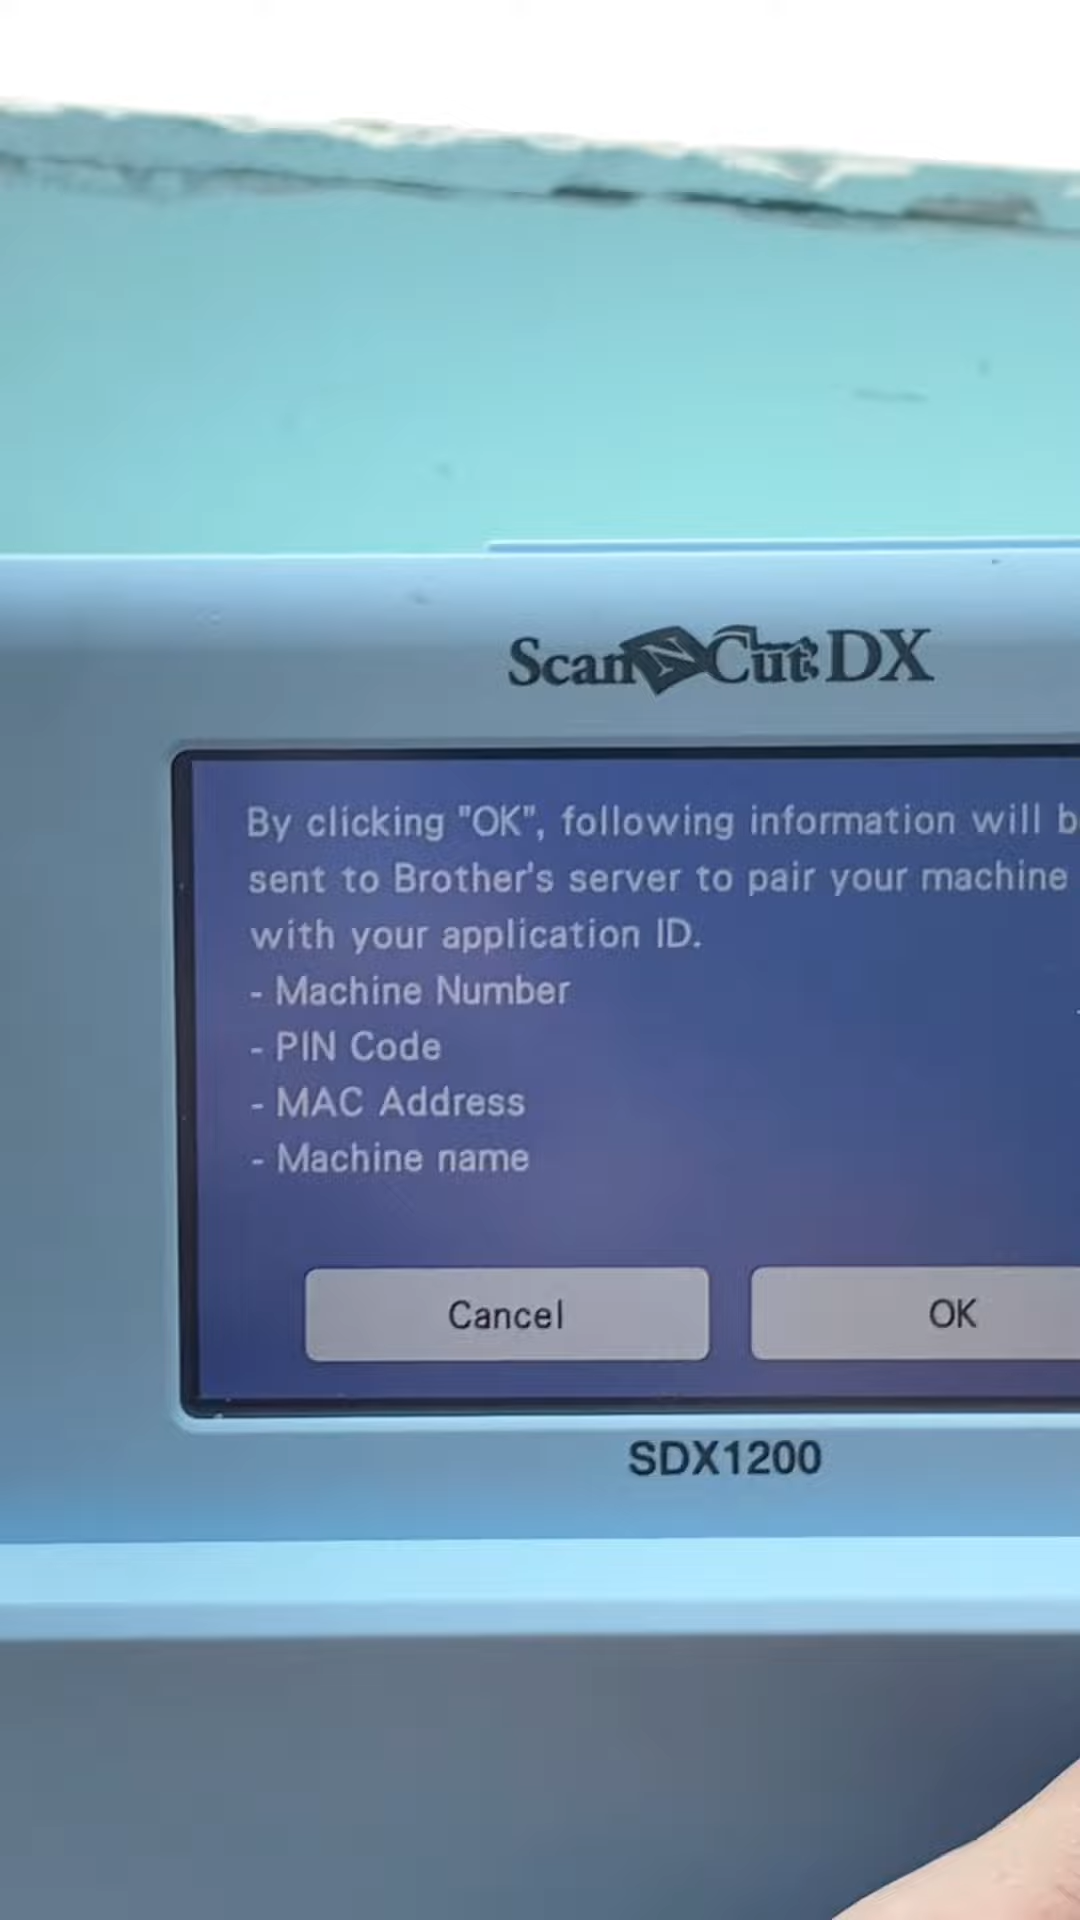 ScanNCut DX
By clicking "OK", following information will
sent to Brother's server to pair your machine
with your application ID.
- Machine Number
- PIN Code
- MAC Address
- Machine name
Cancel
OK
SDX1200